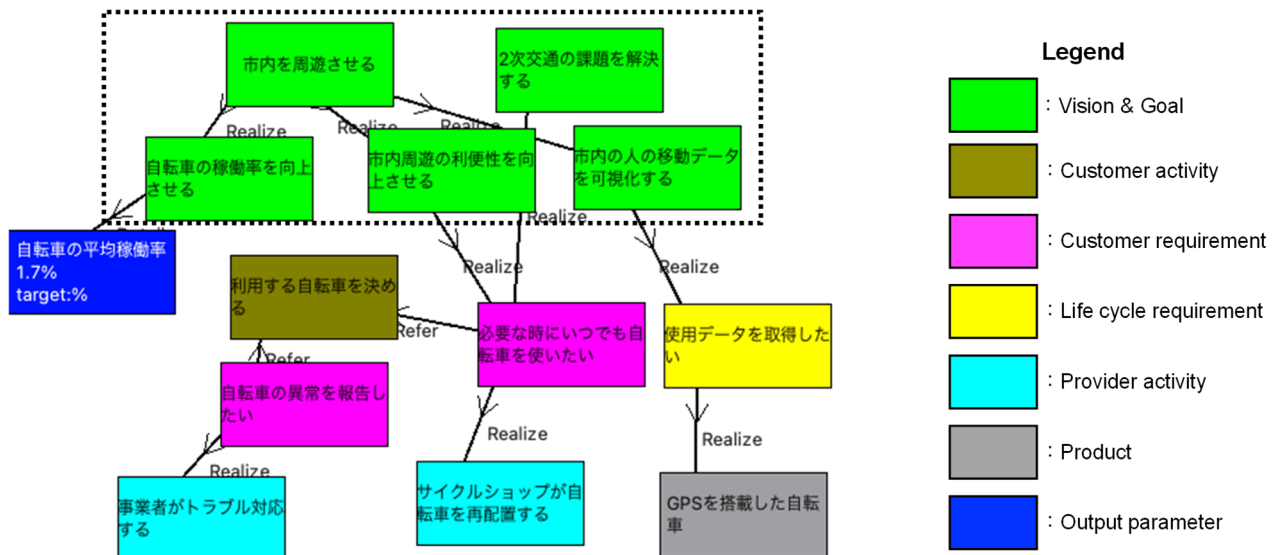 市内を周遊させる
2次交通の課題を解決
する
Realize
Realize
Realize
自転車の稼働率を向上
させる
市内周遊の利便性を向
上させる
市内の人の移動データ
を可視化する
Realize
自転車の平均稼働率
1.7%
target:%
Realize
Realize
利用する自転車を決める
Refer
必要な時にいつでも自
転車を使いたい
使用データを取得した
い
Refer
自転車の異常を報告し
たい
Realize
Realize
Realize
事業者がトラブル対応
する
サイクルショップが自
転車を再配置する
GPSを搭載した自転
車
Legend
: Vision & Goal
: Customer activity
: Customer requirement
: Life cycle requirement
: Provider activity
: Product
: Output parameter